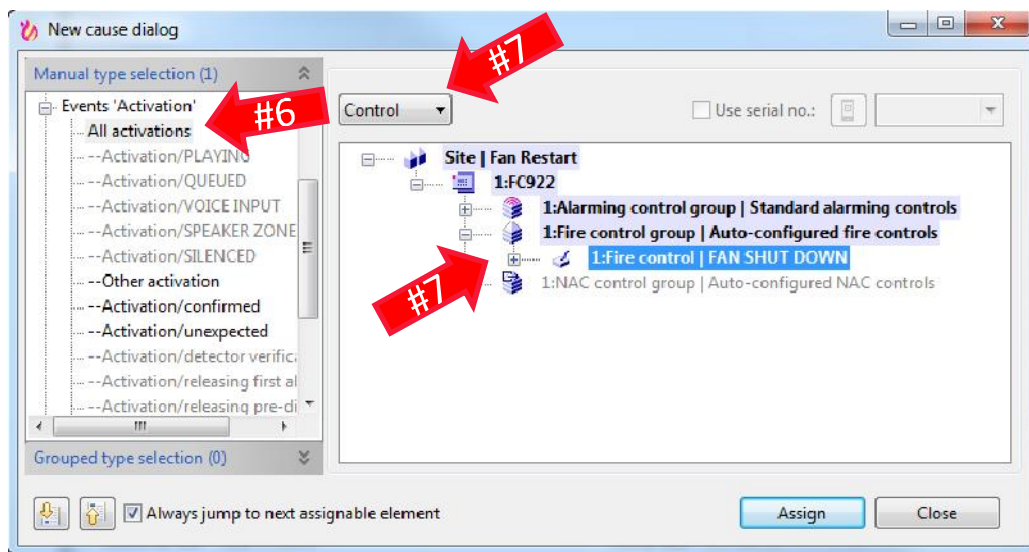 New cause dialog
Manual type selection (1)
Events 'Activation'
All activations
--Activation/PLAYING
--Activation/QUEUED
--Activation/VOICE INPUT
--Activation/SPEAKER ZONE
--Activation/SILENCED
--Other activation
--Activation/confirmed
--Activation/unexpected
--Activation/detector verific
--Activation/releasing first al
--Activation/releasing pre-di
Grouped type selection (0)
#6
#7
Control
Use serial no.:
Site | Fan Restart
1:FC922
1:Alarming control group | Standard alarming controls
1:Fire control group | Auto-configured fire controls
1:Fire control | FAN SHUT DOWN
1:NAC control group | Auto-configured NAC controls
#7
Always jump to next assignable element
Assign
Close